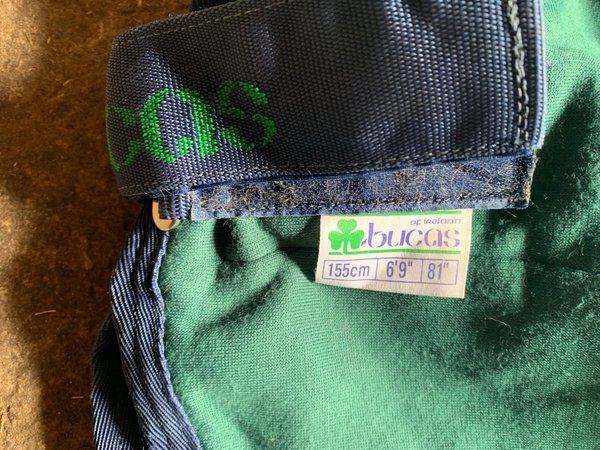 cas
of ireland
bucas
155cm 6'9" 81"